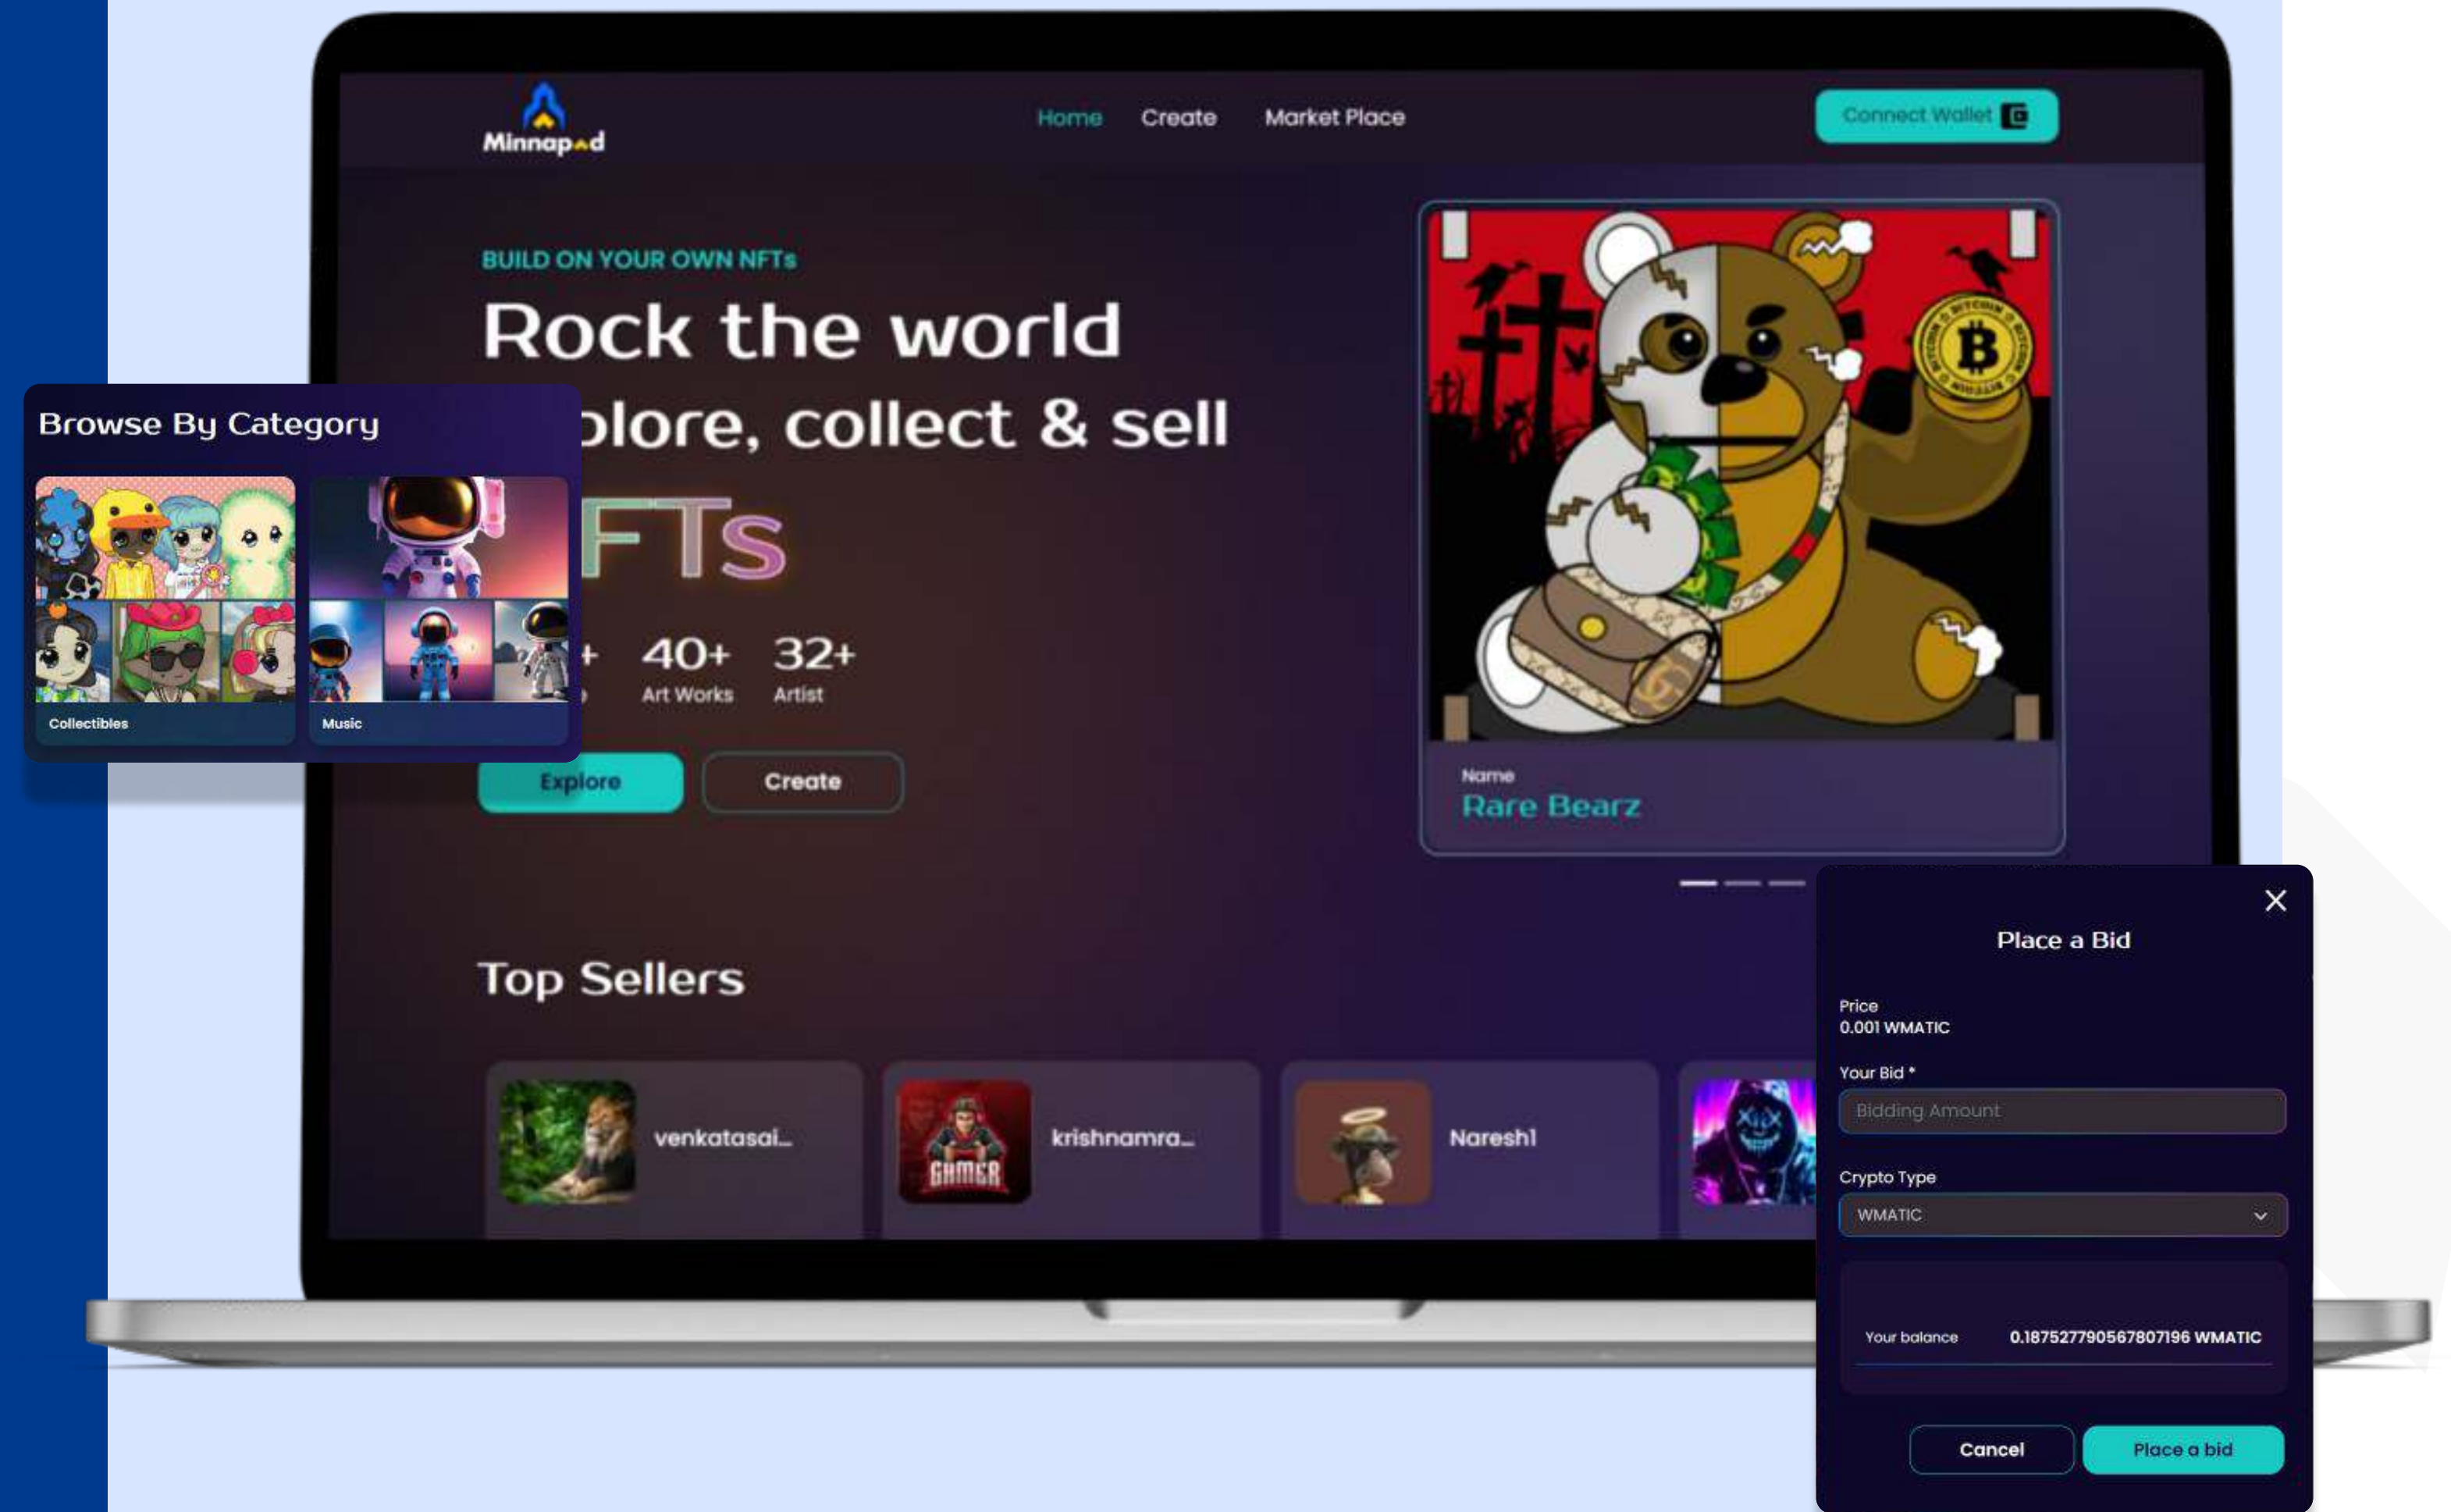 Minnapad
Home
Create
Market Place
Connect Wallet
BUILD ON YOUR OWN NFTs
Rock the world
plore, collect & sell
FTs
+
40+
32+
Art Works
Artist
Explore
Create
BITCOIN
B
Name
Rare Bearz
Browse By Category
Collectibles
Music
Top Sellers
venkatasai...
krishnamra...
Naresh1
GAMER
Place a Bid
Price
0.001 WMATIC
Your Bid *
Bidding Amount
Crypto Type
WMATIC
Your balance
0.187527790567807196 WMATIC
Cancel
Place a bid